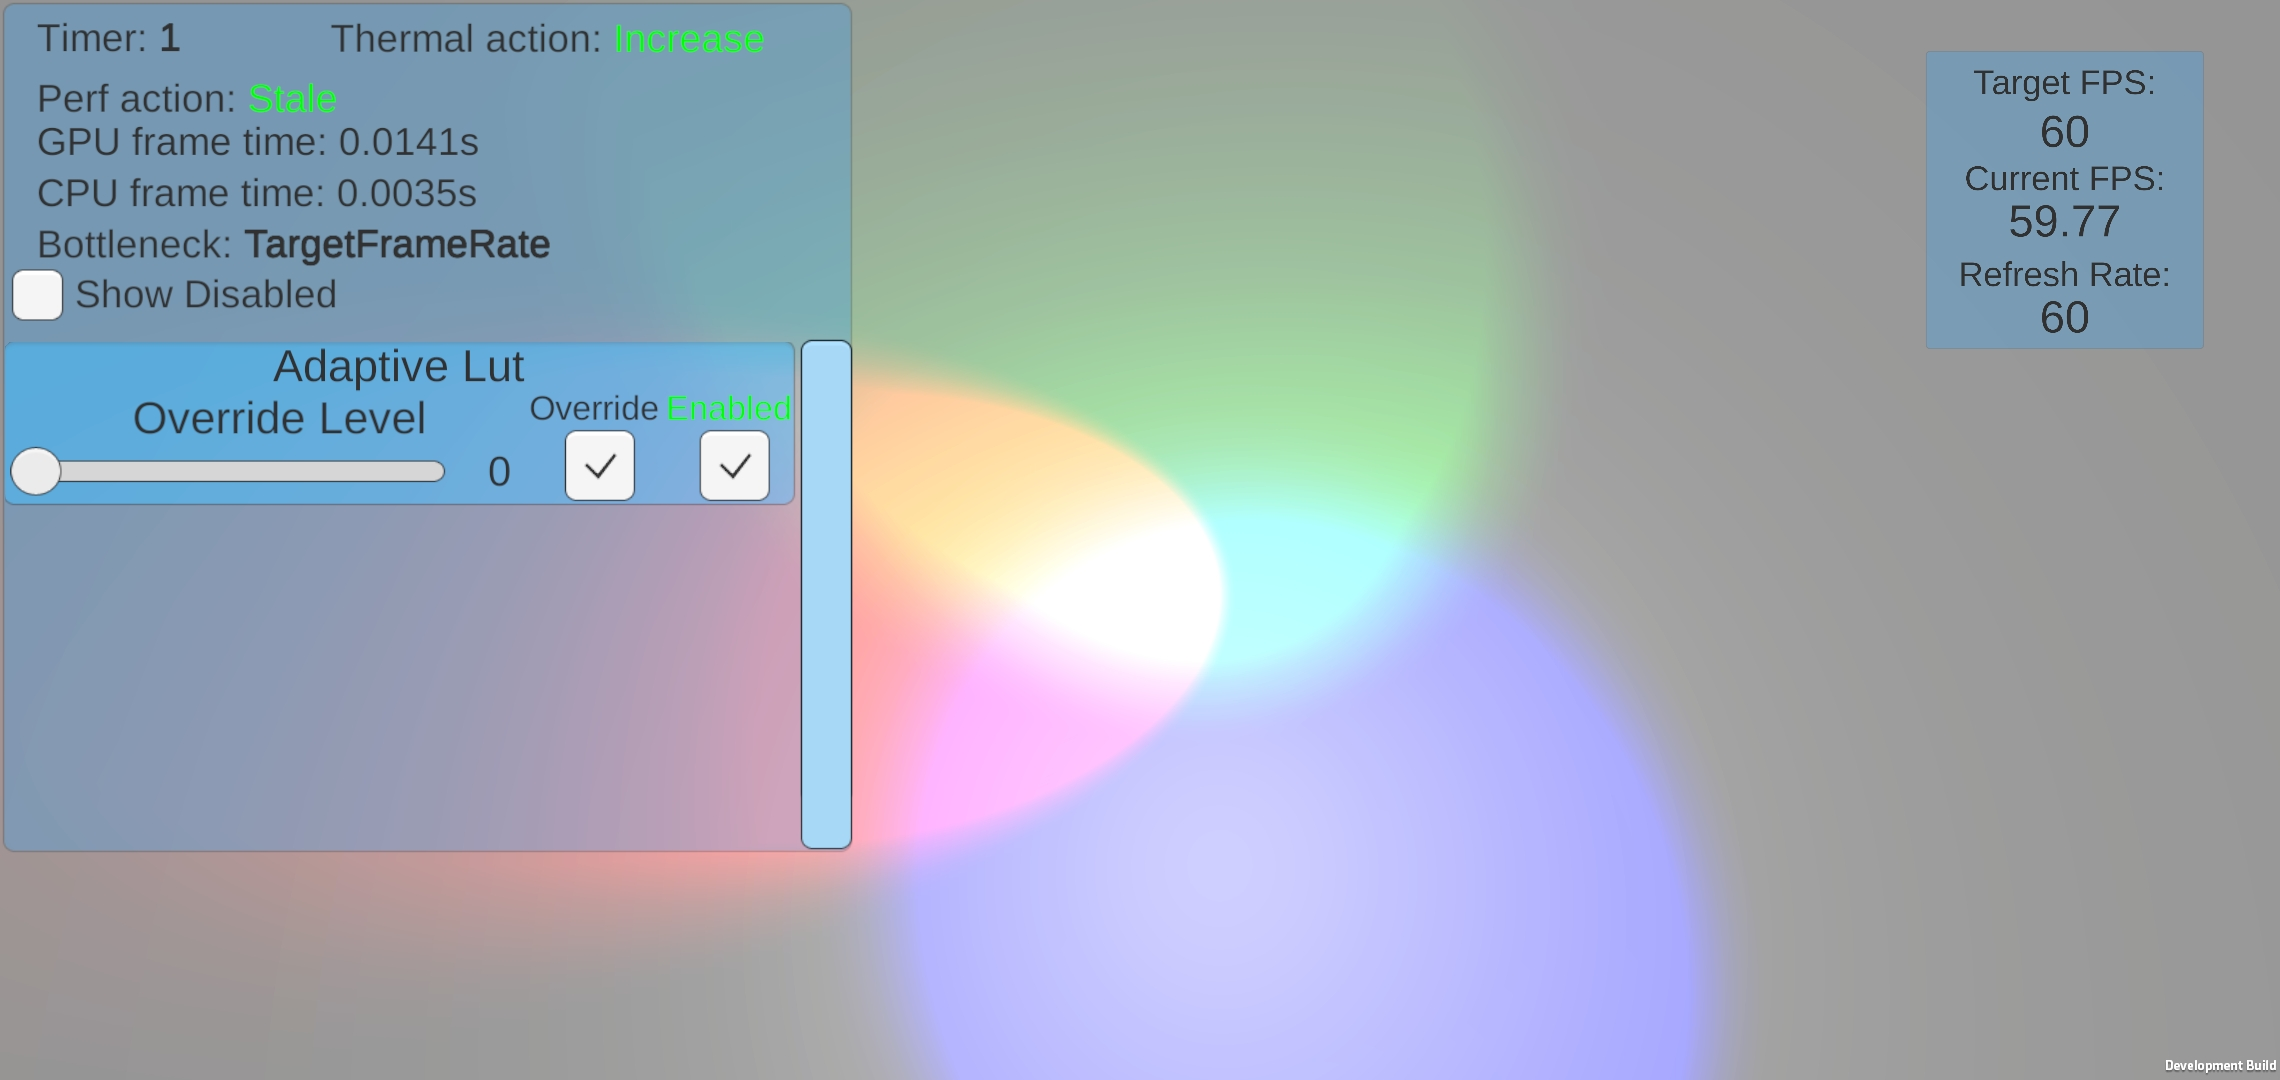 Timer: 1
Thermal action: Increase
Perf action: Stale
GPU frame time: 0.0141s
CPU frame time: 0.0035s
Bottleneck: TargetFrameRate
Show Disabled
Adaptive Lut
Override Level
Override Enabled
0
Target FPS:
60
Current FPS:
59.77
Refresh Rate:
60
Development Build